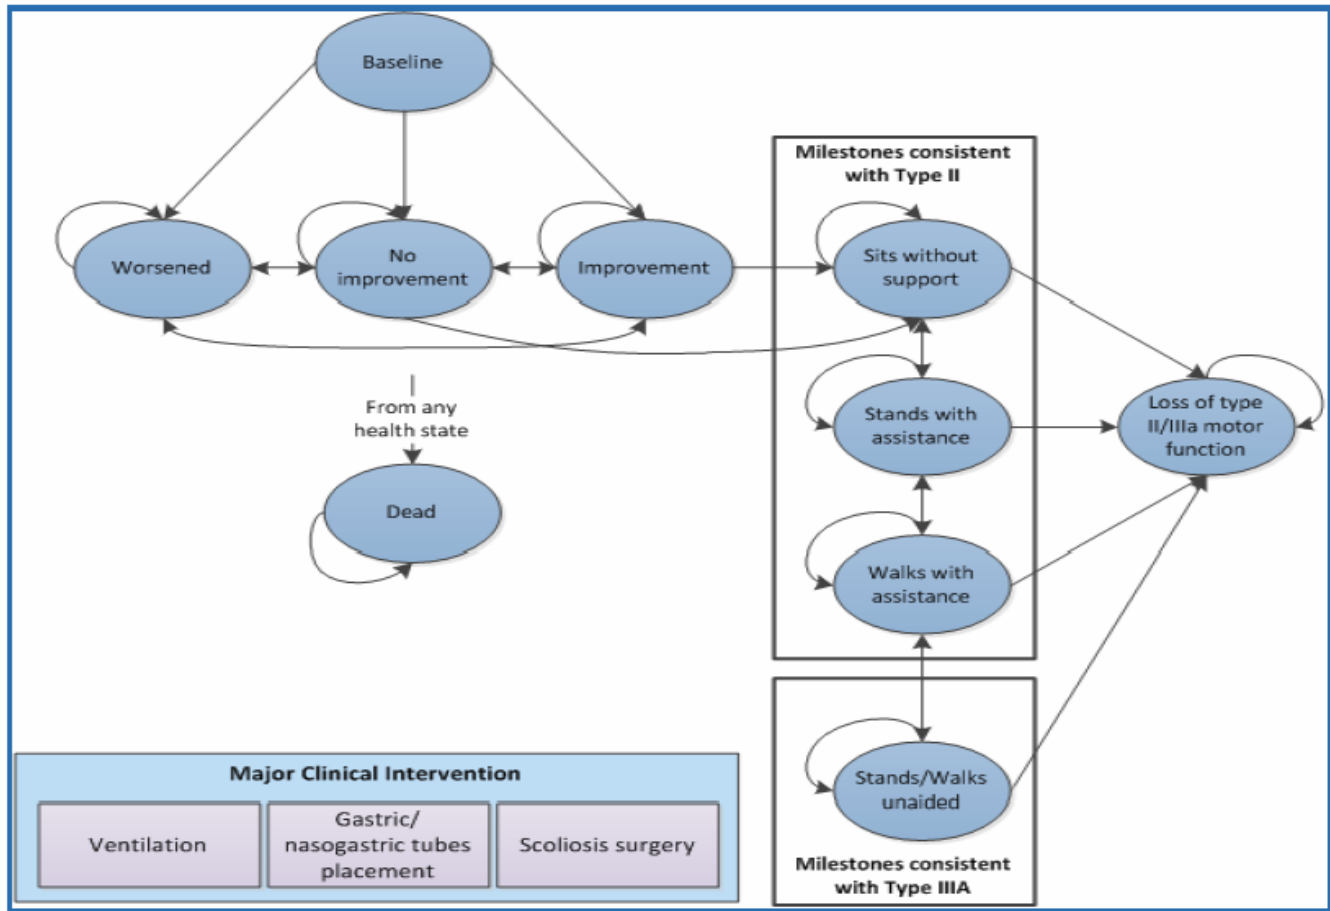 Baseline
Milestones consistent
with Type II
Worsened
No
improvement
Improvement
Sits without
support
From any
health state
Stands with
assistance
Loss of type
II/IIIa motor
function
Dead
Walks with
assistance
Stands/Walks
unaided
Milestones consistent
with Type IIIA
Major Clinical Intervention
Ventilation
Gastric/
nasogastric tubes
placement
Scoliosis surgery